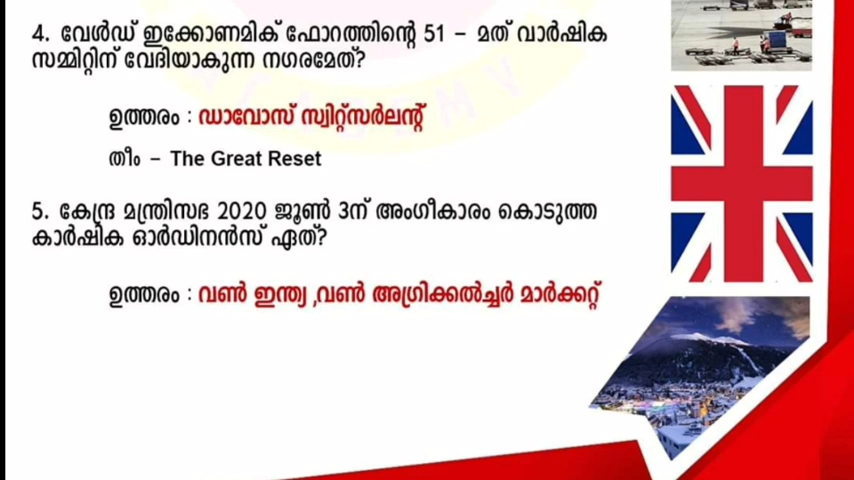 4. വേൾഡ് ഇക്കോണമിക് ഫോറത്തിന്റെ 51 – മത് വാർഷിക
സമ്മിറ്റിന് വേദിയാകുന്ന നഗരമേത്?
ഉത്തരം : ഡാവോസ് സ്വിറ്റ്സർലന്റ്
തീം – The Great Reset
5. കേന്ദ്ര മന്ത്രിസഭ 2020 ജൂൺ 3ന് അംഗീകാരം കൊടുത്ത
കാർഷിക ഓർഡിനൻസ് ഏത്?
ഉത്തരം : വൺ ഇന്ത്യ ,വൺ അഗ്രിക്കൽച്ചർ മാർക്കറ്റ്
ACADEMY